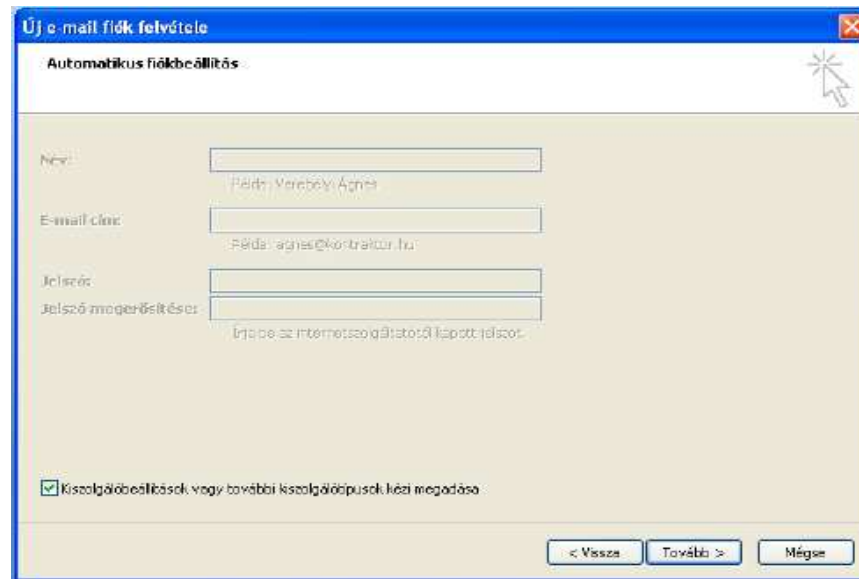 Új e-mail fiók felvétele
Automatikus fiókbeállítás
Név:
Példa: Verebélyi Ágnes
E-mail cím:
Példa: agnes@kontraktor.hu
Jelszó:
Jelszó megerősítése:
Írja be az internetszolgáltatótól kapott jelszót.
Kiszolgálóbeállítások vagy további kiszolgálótípusok kézi megadása
< Vissza Tovább > Mégse